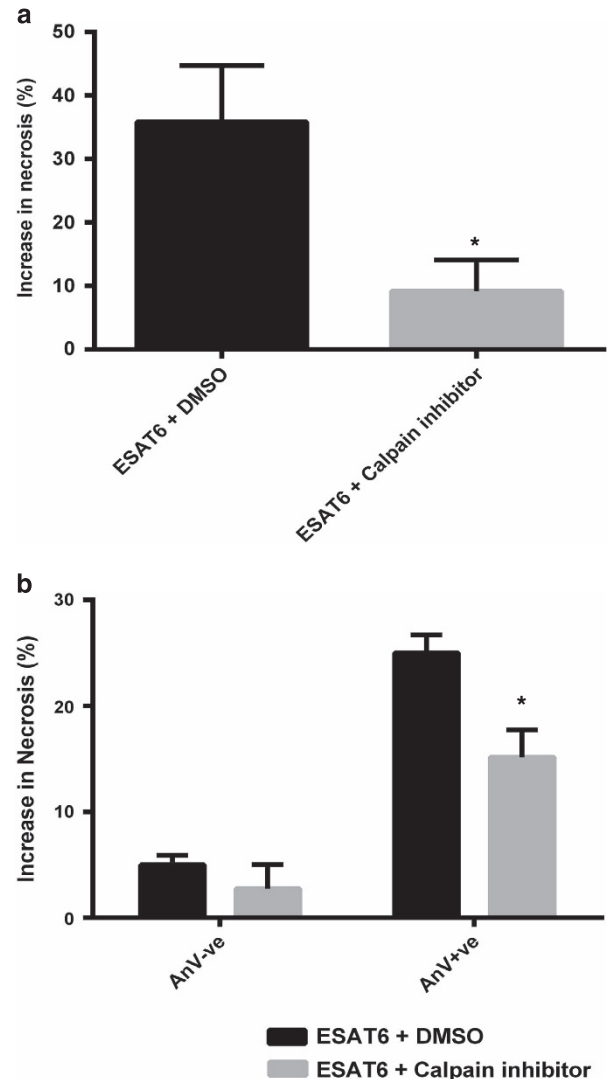 a
Increase in necrosis (%)
50
40
30
20
10
0
*
ESAT6 + DMSO
ESAT6 + Calpain inhibitor
b
Increase in Necrosis (%)
30
20
10
0
*
AnV-ve
AnV+ve
ESAT6 + DMSO
ESAT6 + Calpain inhibitor